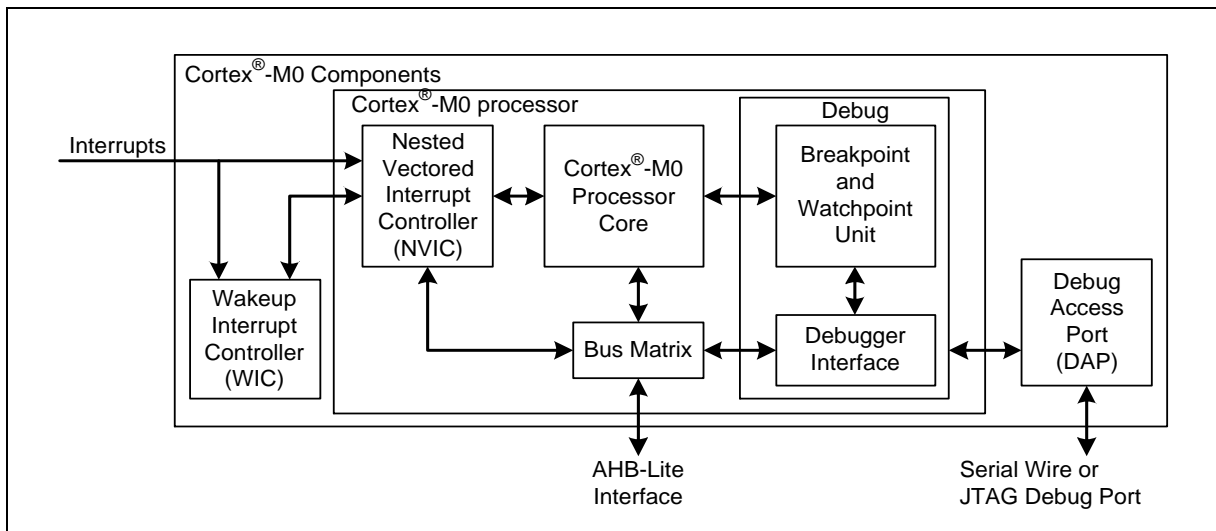 Cortex®-M0 Components
Cortex®-M0 processor
Debug
Interrupts
Nested
Vectored
Interrupt
Controller
(NVIC)
Cortex®-M0
Processor
Core
Breakpoint
and
Watchpoint
Unit
Wakeup
Interrupt
Controller
(WIC)
Bus Matrix
Debugger
Interface
Debug
Access
Port
(DAP)
AHB-Lite
Interface
Serial Wire or
JTAG Debug Port